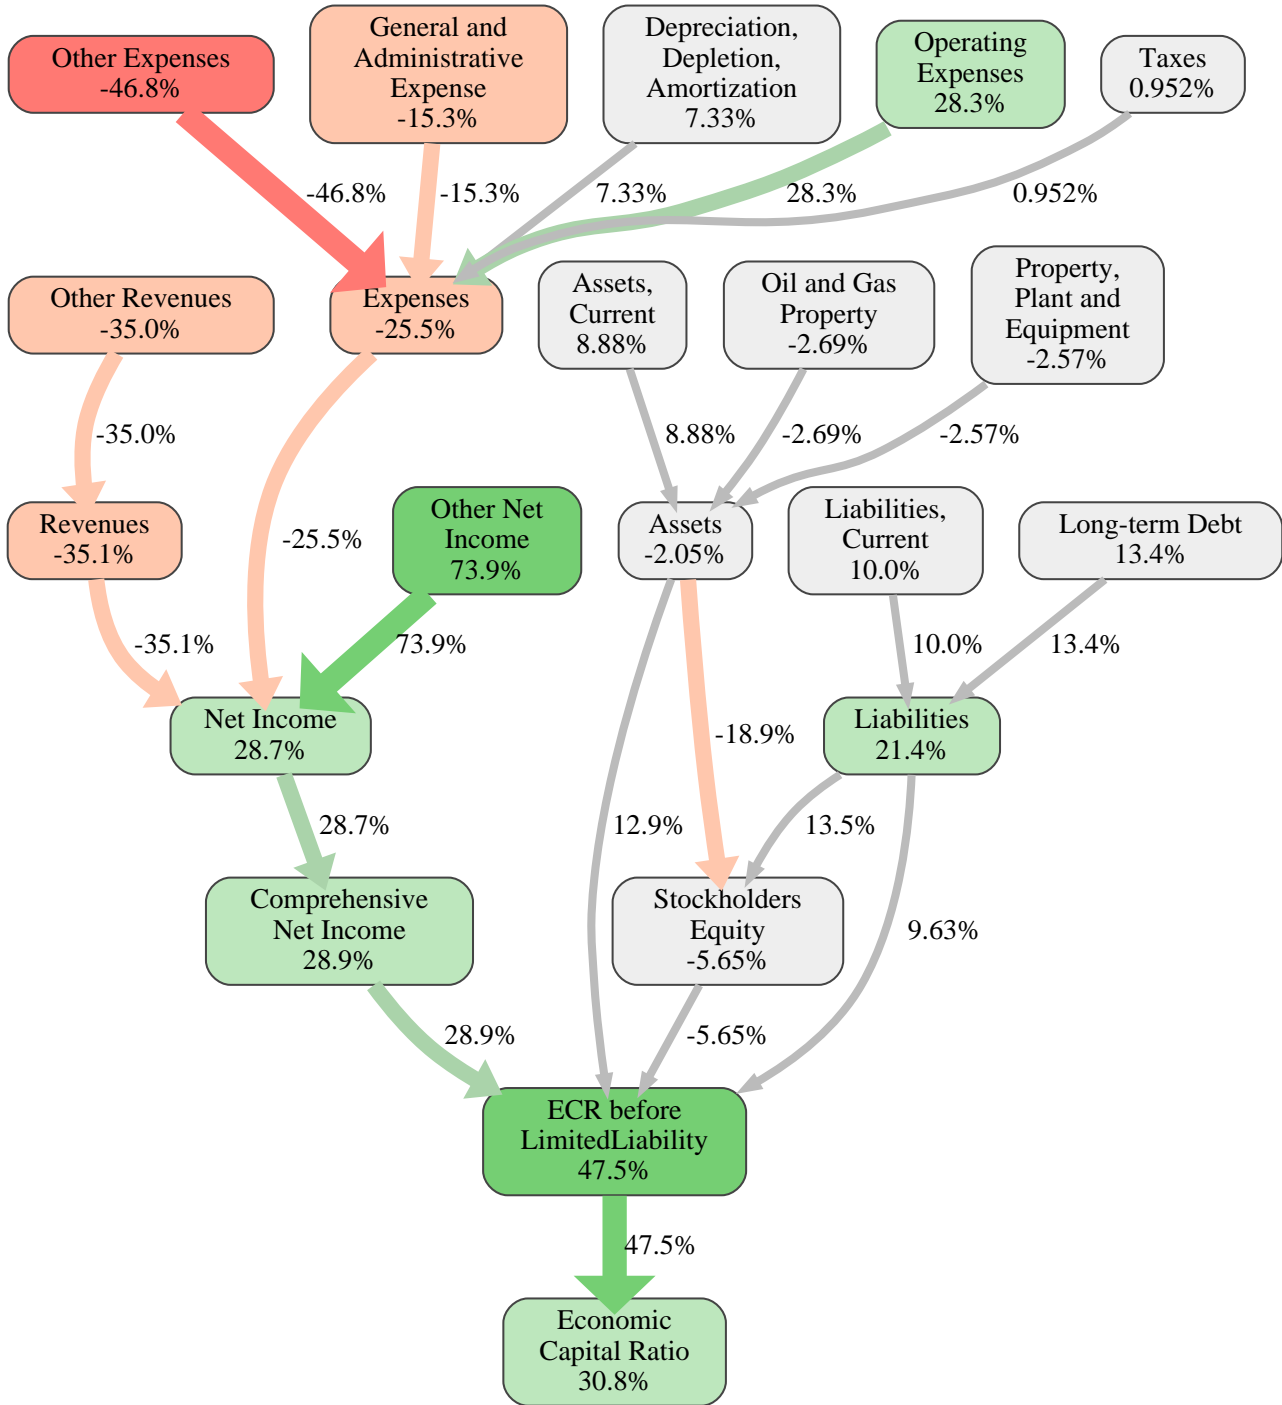 Other Expenses
-46.8%
General and
Administrative
Expense
-15.3%
Depreciation,
Depletion,
Amortization
7.33%
Operating
Expenses
28.3%
Taxes
0.952%
-46.8%
-15.3%
7.33%
28.3%
0.952%
Other Revenues
-35.0%
Expenses
-25.5%
Assets,
Current
8.88%
Oil and Gas
Property
-2.69%
Property,
Plant and
Equipment
-2.57%
-35.0%
8.88%
-2.69%
-2.57%
Revenues
-35.1%
-25.5%
Other Net
Income
73.9%
Assets
-2.05%
Liabilities,
Current
10.0%
Long-term Debt
13.4%
-35.1%
73.9%
10.0%
13.4%
Net Income
28.7%
-18.9%
Liabilities
21.4%
28.7%
12.9%
13.5%
Comprehensive
Net Income
28.9%
Stockholders
Equity
-5.65%
9.63%
28.9%
-5.65%
ECR before
LimitedLiability
47.5%
47.5%
Economic
Capital Ratio
30.8%